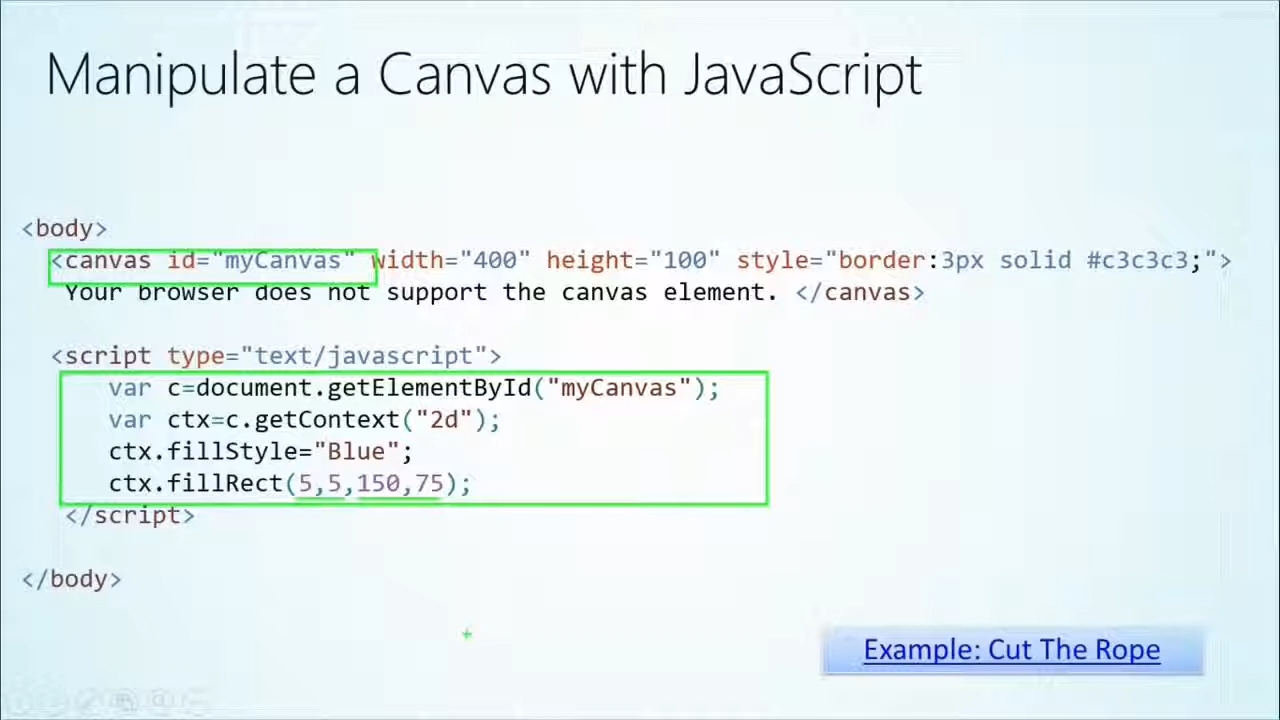 Manipulate a Canvas with JavaScript
<body>
<canvas id="myCanvas" width="400" height="100" style="border:3px solid #c3c3c3;">
Your browser does not support the canvas element. </canvas>
<script type="text/javascript">
var c=document.getElementById("myCanvas");
var ctx=c.getContext("2d");
ctx.fillStyle="Blue";
ctx.fillRect(5,5,150,75);
</script>
</body>
Example: Cut The Rope